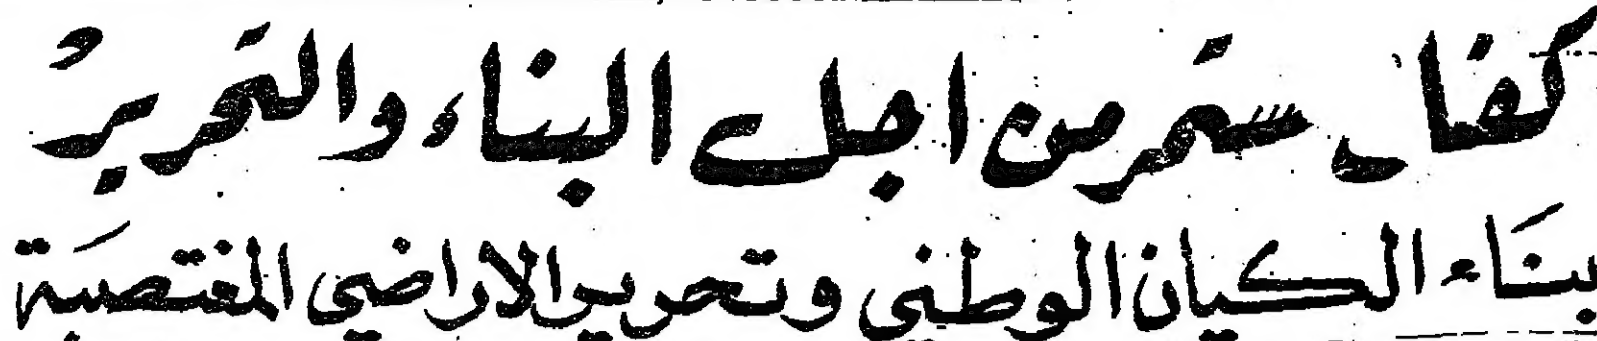 كفاح مستمر من اجل البناء والتحرير
بناء الكيان الوطني وتحرير الاراضي المغتصبة